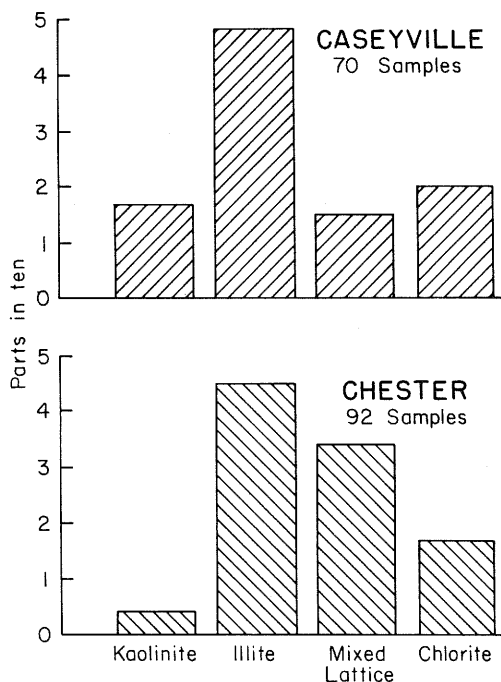 CASEYVILLE
70 Samples
5
4
3
2
1
0
Parts in ten
CHESTER
92 Samples
5
4
3
2
1
0
Kaolinite
Illite
Mixed
Lattice
Chlorite